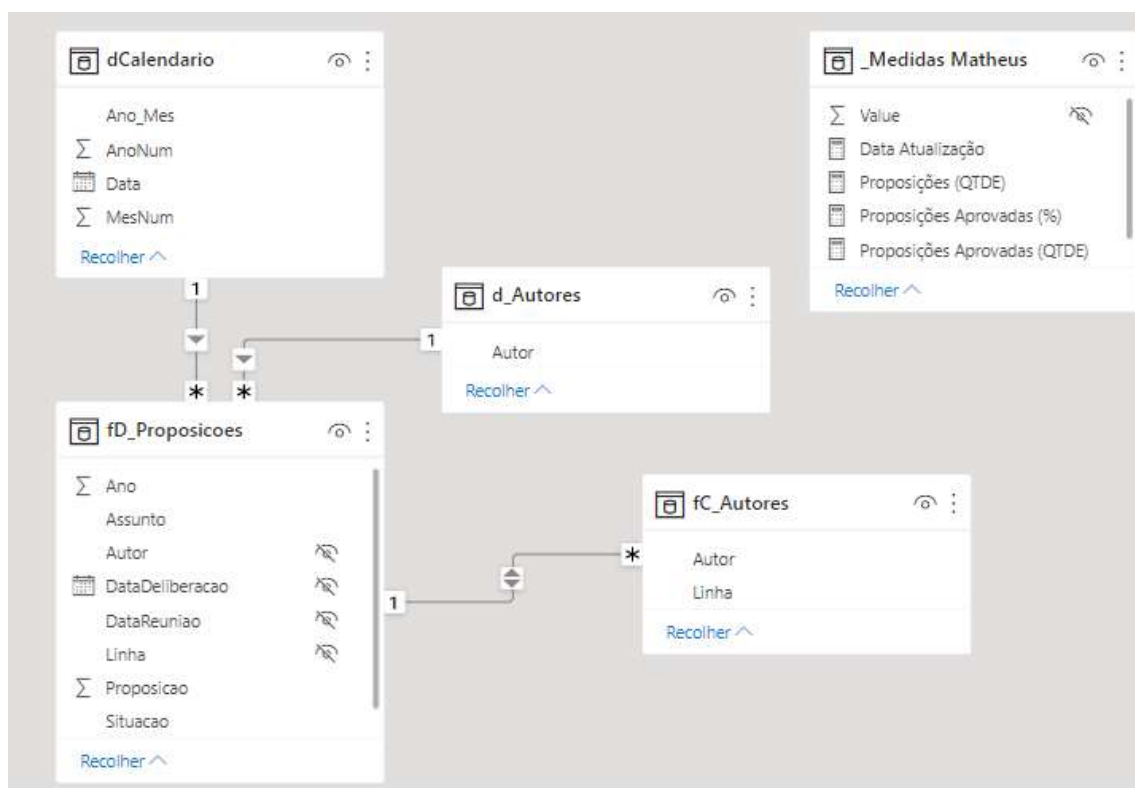 dCalendario
Ano_Mes
AnoNum
Data
MesNum
Recolher
_Medidas Matheus
Value
Data Atualização
Proposições (QTDE)
Proposições Aprovadas (%)
Proposições Aprovadas (QTDE)
Recolher
1
d_Autores
1
Autor
Recolher
* *
fD_Proposicoes
Ano
Assunto
Autor
DataDeliberacao
DataReuniao
Linha
Proposicao
Situacao
Recolher
1
*
fC_Autores
Autor
Linha
Recolher